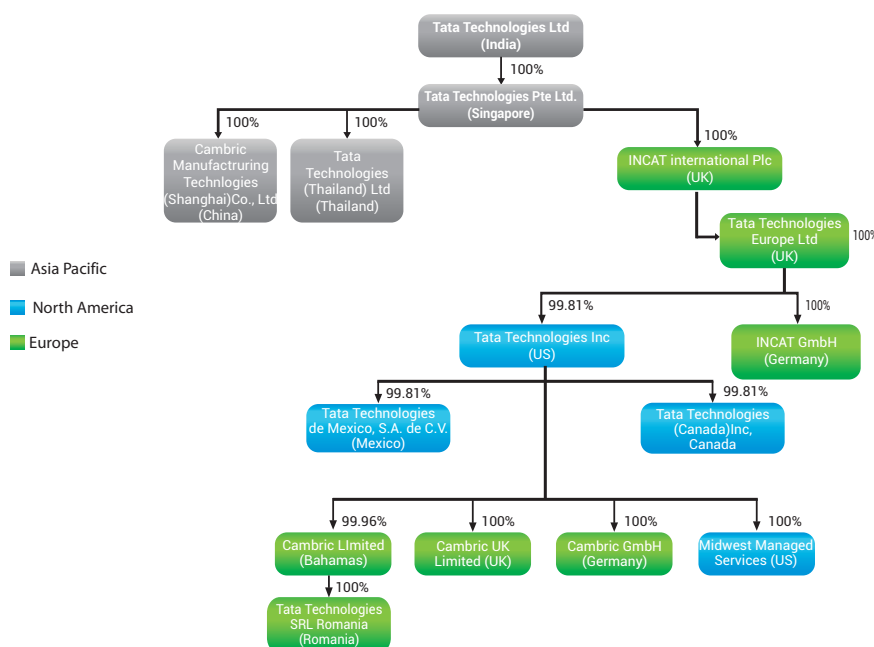 Tata Technologies Ltd
(India)
100%
Tata Technologies Pte Ltd.
(Singapore)
100%
100%
100%
Cambric
Manufactruring
Technlogies
(Shanghai)Co., Ltd
(China)
Tata
Technologies
(Thailand) Ltd
(Thailand)
INCAT international Plc
(UK)
Tata Technologies
Europe Ltd
(UK)
100%
Asia Pacific
North America
Europe
99.81%
100%
Tata Technologies Inc
(US)
INCAT GmbH
(Germany)
99.81%
99.81%
Tata Technologies
de Mexico, S.A. de C.V.
(Mexico)
Tata Technologies
(Canada)Inc,
Canada
99.96%
100%
100%
100%
Cambric LImited
(Bahamas)
Cambric UK
Limited (UK)
Cambric GmbH
(Germany)
Midwest Managed
Services (US)
100%
Tata Technologies
SRL Romania
(Romania)